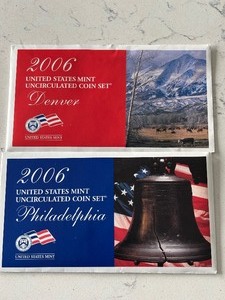 2006
UNITED STATES MINT
UNCIRCULATED COIN SET
Denver
UNITED STATES MINT
2006
UNITED STATES MINT
UNCIRCULATED COIN SET
Philadelphia
UNITED STATES MINT